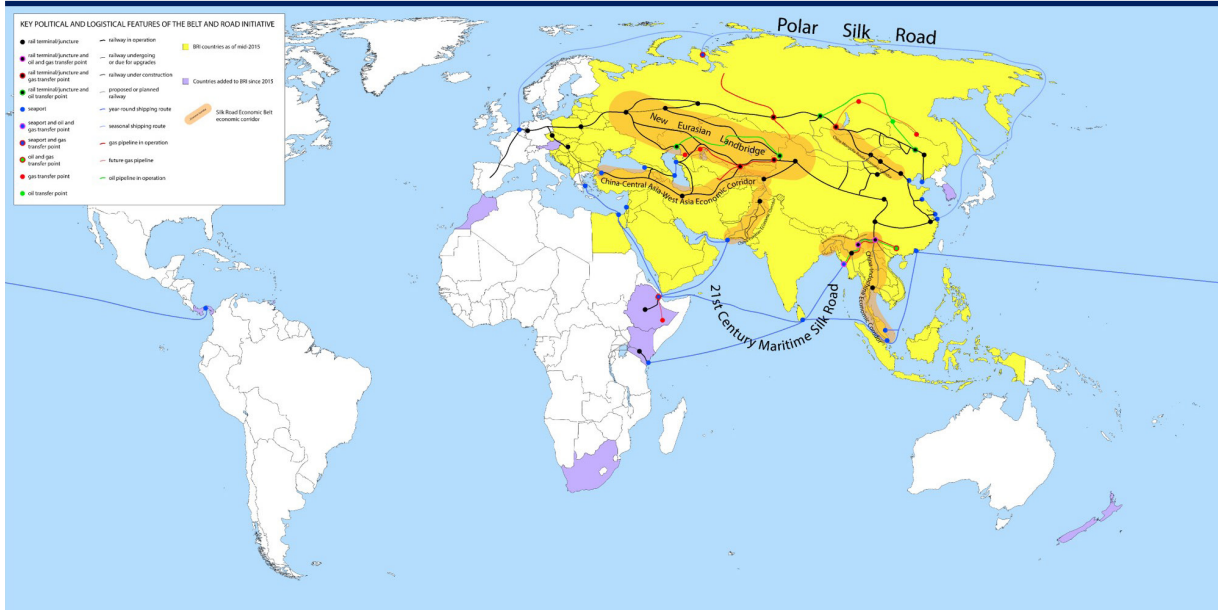 KEY POLITICAL AND LOGISTICAL FEATURES OF THE BELT AND ROAD INITIATIVE
rail terminal/juncture
rail terminal/juncture and
oil and gas transfer point
rail terminal/juncture and
gas transfer point
rail terminal/juncture and
oil transfer point
seaport
seaport and oil and
gas transfer point
seaport and gas
transfer point
oil and gas
transfer point
gas transfer point
oil transfer point
railway in operation
railway undergoing
or due for upgrades
railway under construction
proposed or planned
railway
year-round shipping route
seasonal shipping route
gas pipeline in operation
future gas pipeline
oil pipeline in operation
BRI countries as of mid-2015
Countries added to BRI since 2015
Silk Road Economic Belt
economic corridor
Polar Silk Road
New Eurasian
Landbridge
China-Central Asia-West Asia Economic Corridor
21st Century Maritime Silk Road